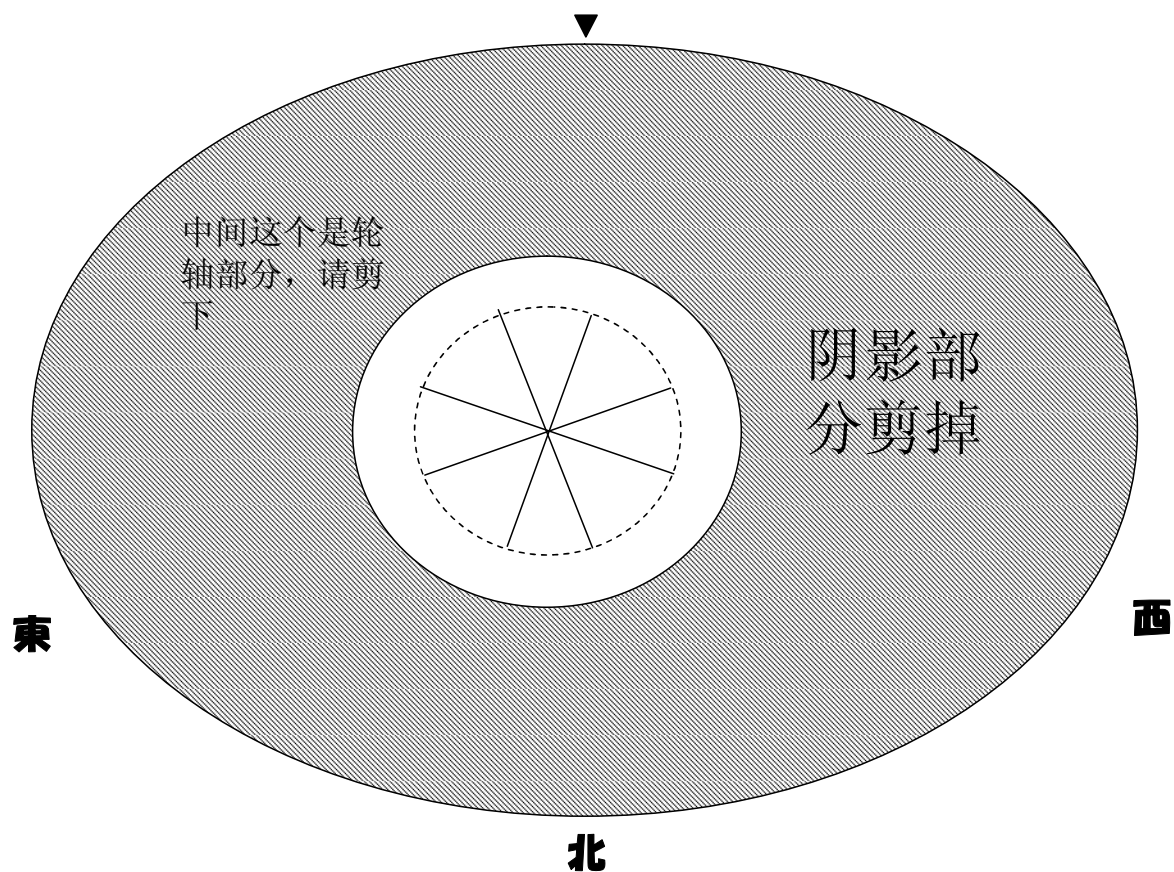 中间这个是轮
轴部分，请剪
下
阴影部
分剪掉
東
西
北